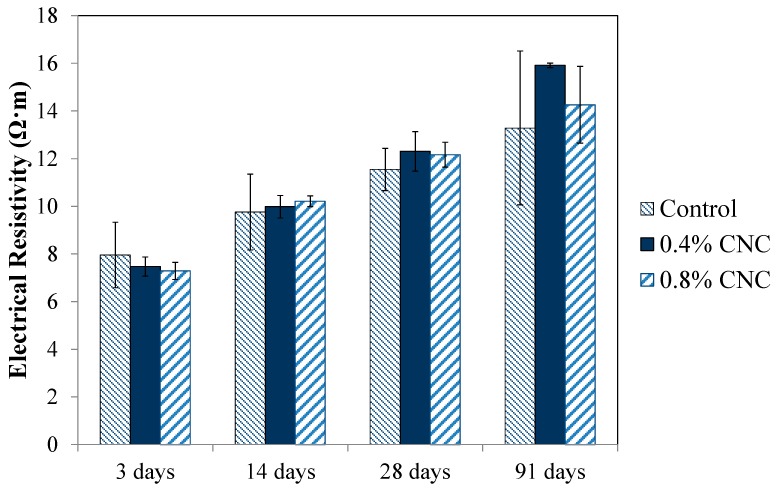 18
16
14
12
10
8
6
4
2
0
Electrical Resistivity (Ω·m)
3 days
14 days
28 days
91 days
Control
0.4% CNC
0.8% CNC